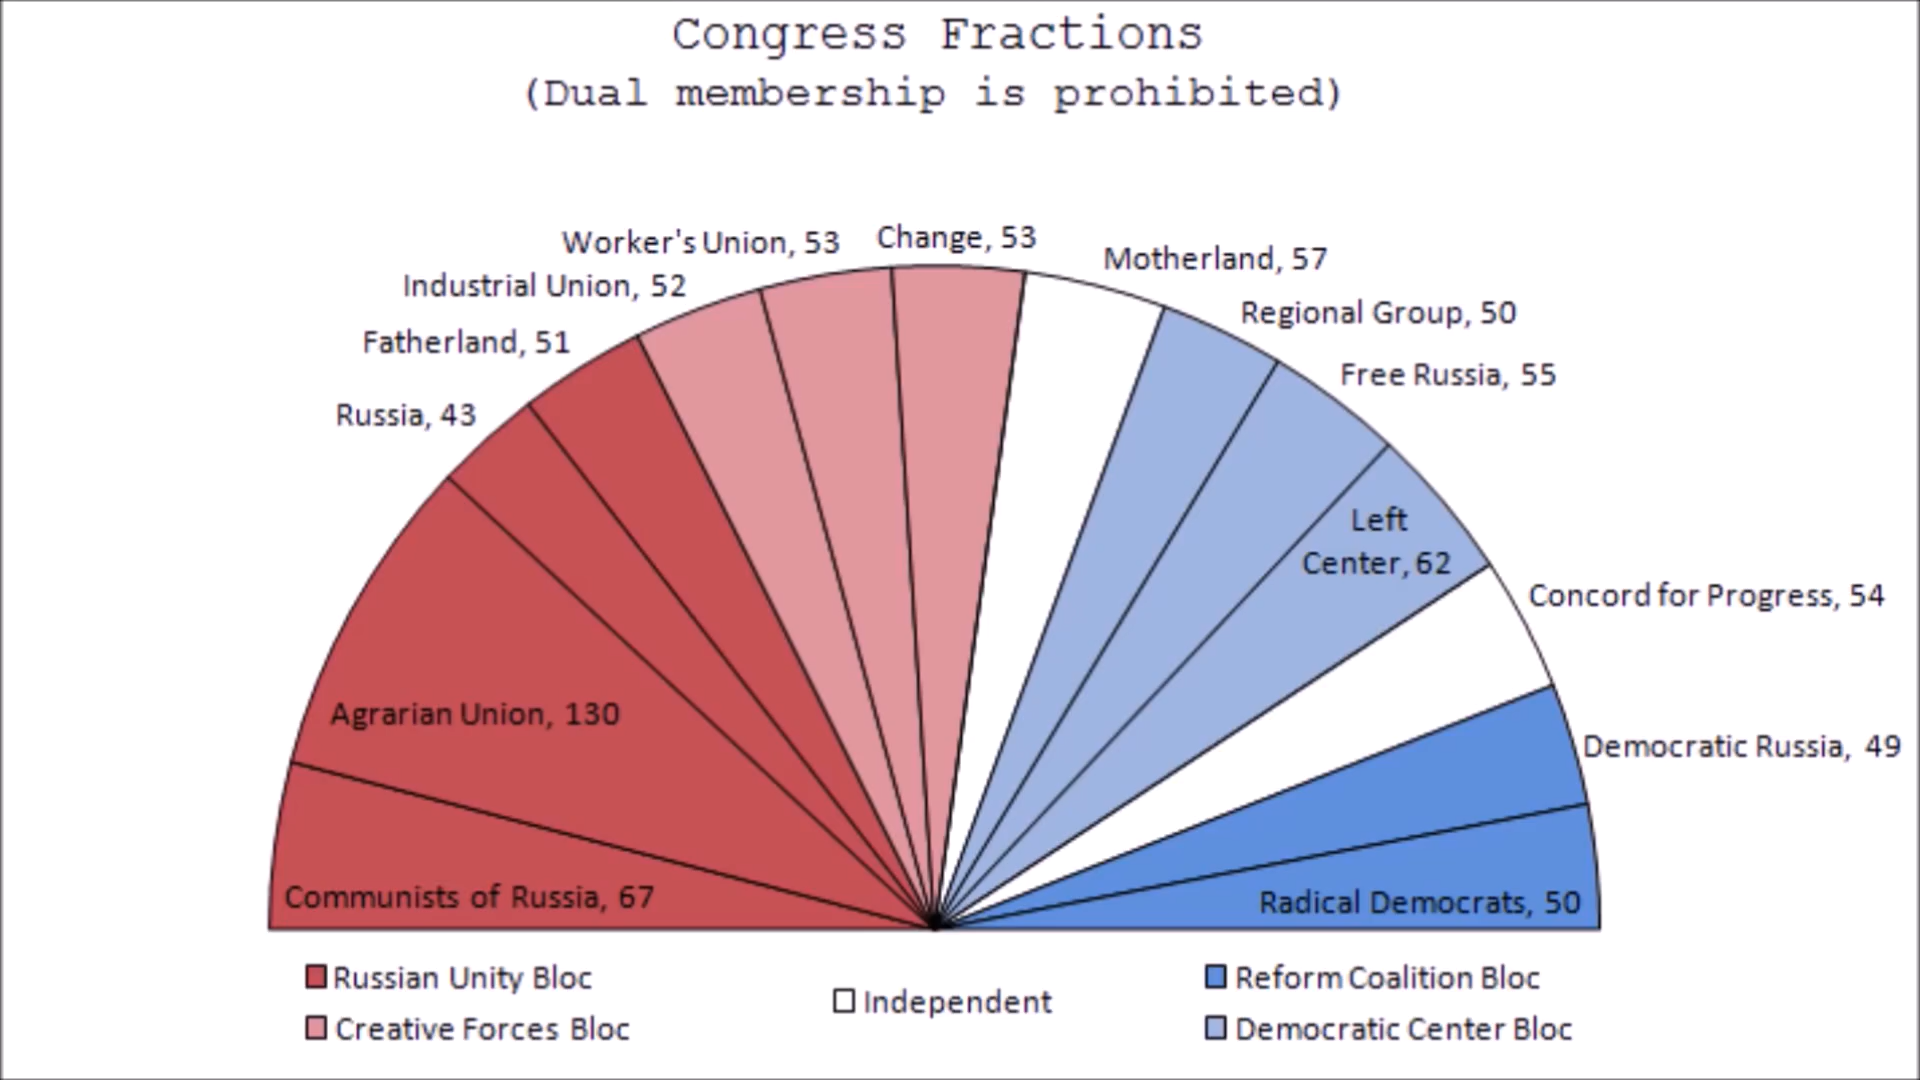 Congress Fractions
(Dual membership is prohibited)
Worker's Union, 53
Change, 53
Motherland, 57
Industrial Union, 52
Regional Group, 50
Fatherland, 51
Free Russia, 55
Russia, 43
Left
Center, 62
Concord for Progress, 54
Agrarian Union, 130
Democratic Russia, 49
Communists of Russia, 67
Radical Democrats, 50
Russian Unity Bloc
Creative Forces Bloc
Independent
Reform Coalition Bloc
Democratic Center Bloc